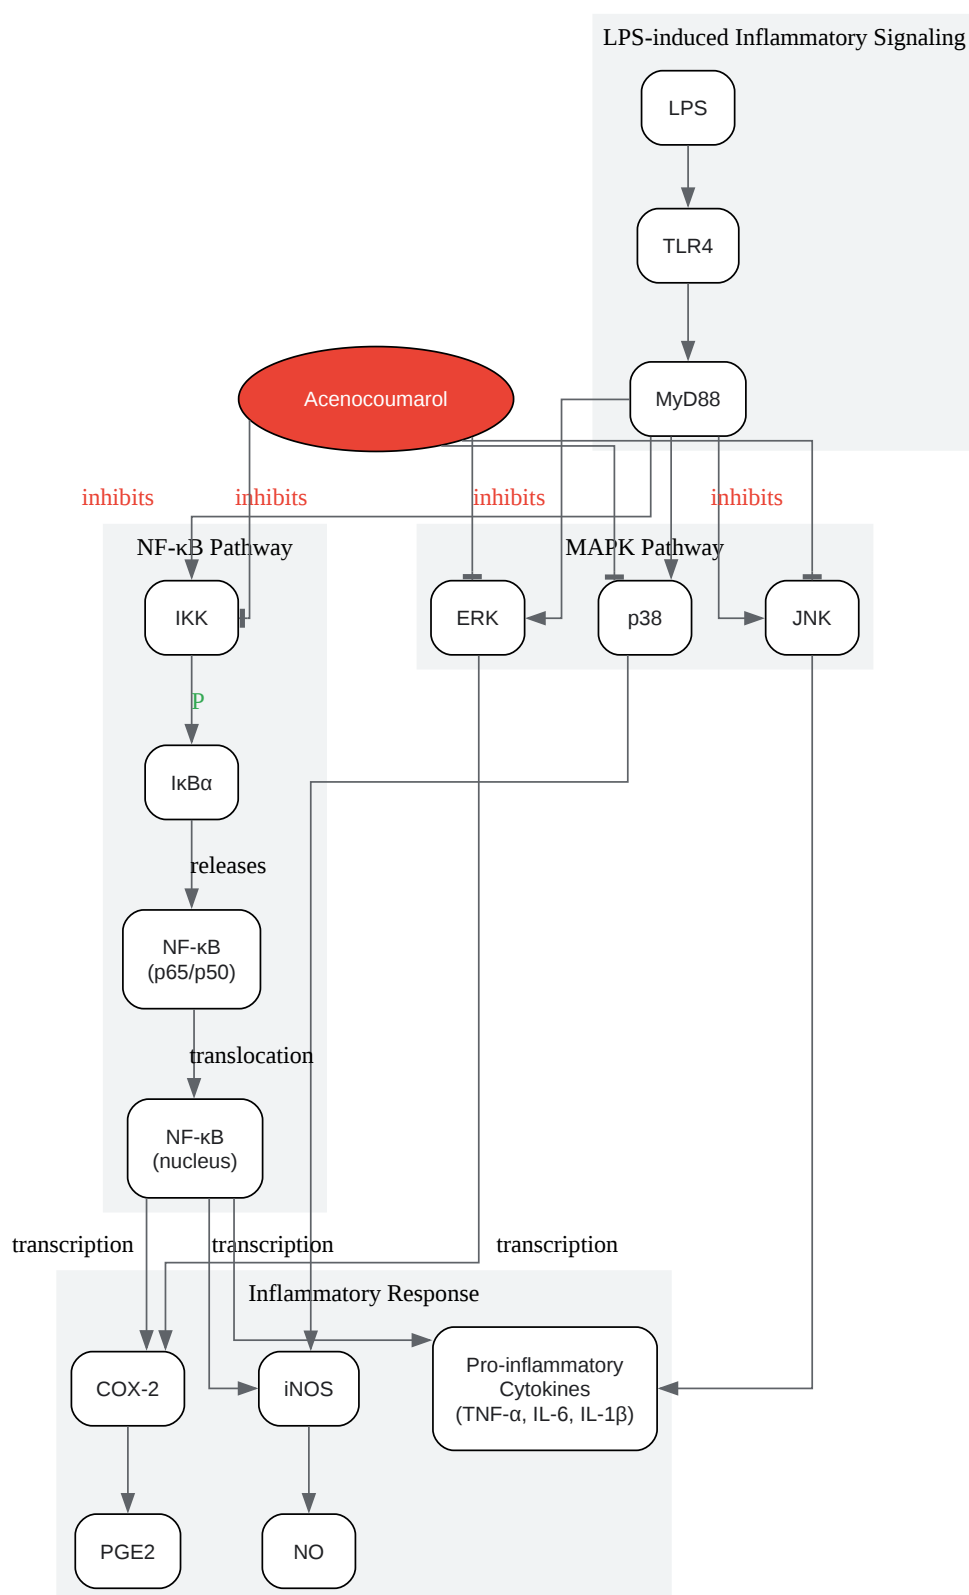 LPS-induced Inflammatory Signaling
LPS
TLR4
Acenocoumarol
MyD88
inhibits
inhibits
inhibits
inhibits
NF-κB Pathway
MAPK Pathway
IKK
ERK
p38
JNK
P
IκBα
releases
NF-κB
(p65/p50)
translocation
NF-κB
(nucleus)
transcription
transcription
transcription
Inflammatory Response
COX-2
iNOS
Pro-inflammatory
Cytokines
(TNF-α, IL-6, IL-1β)
PGE2
NO